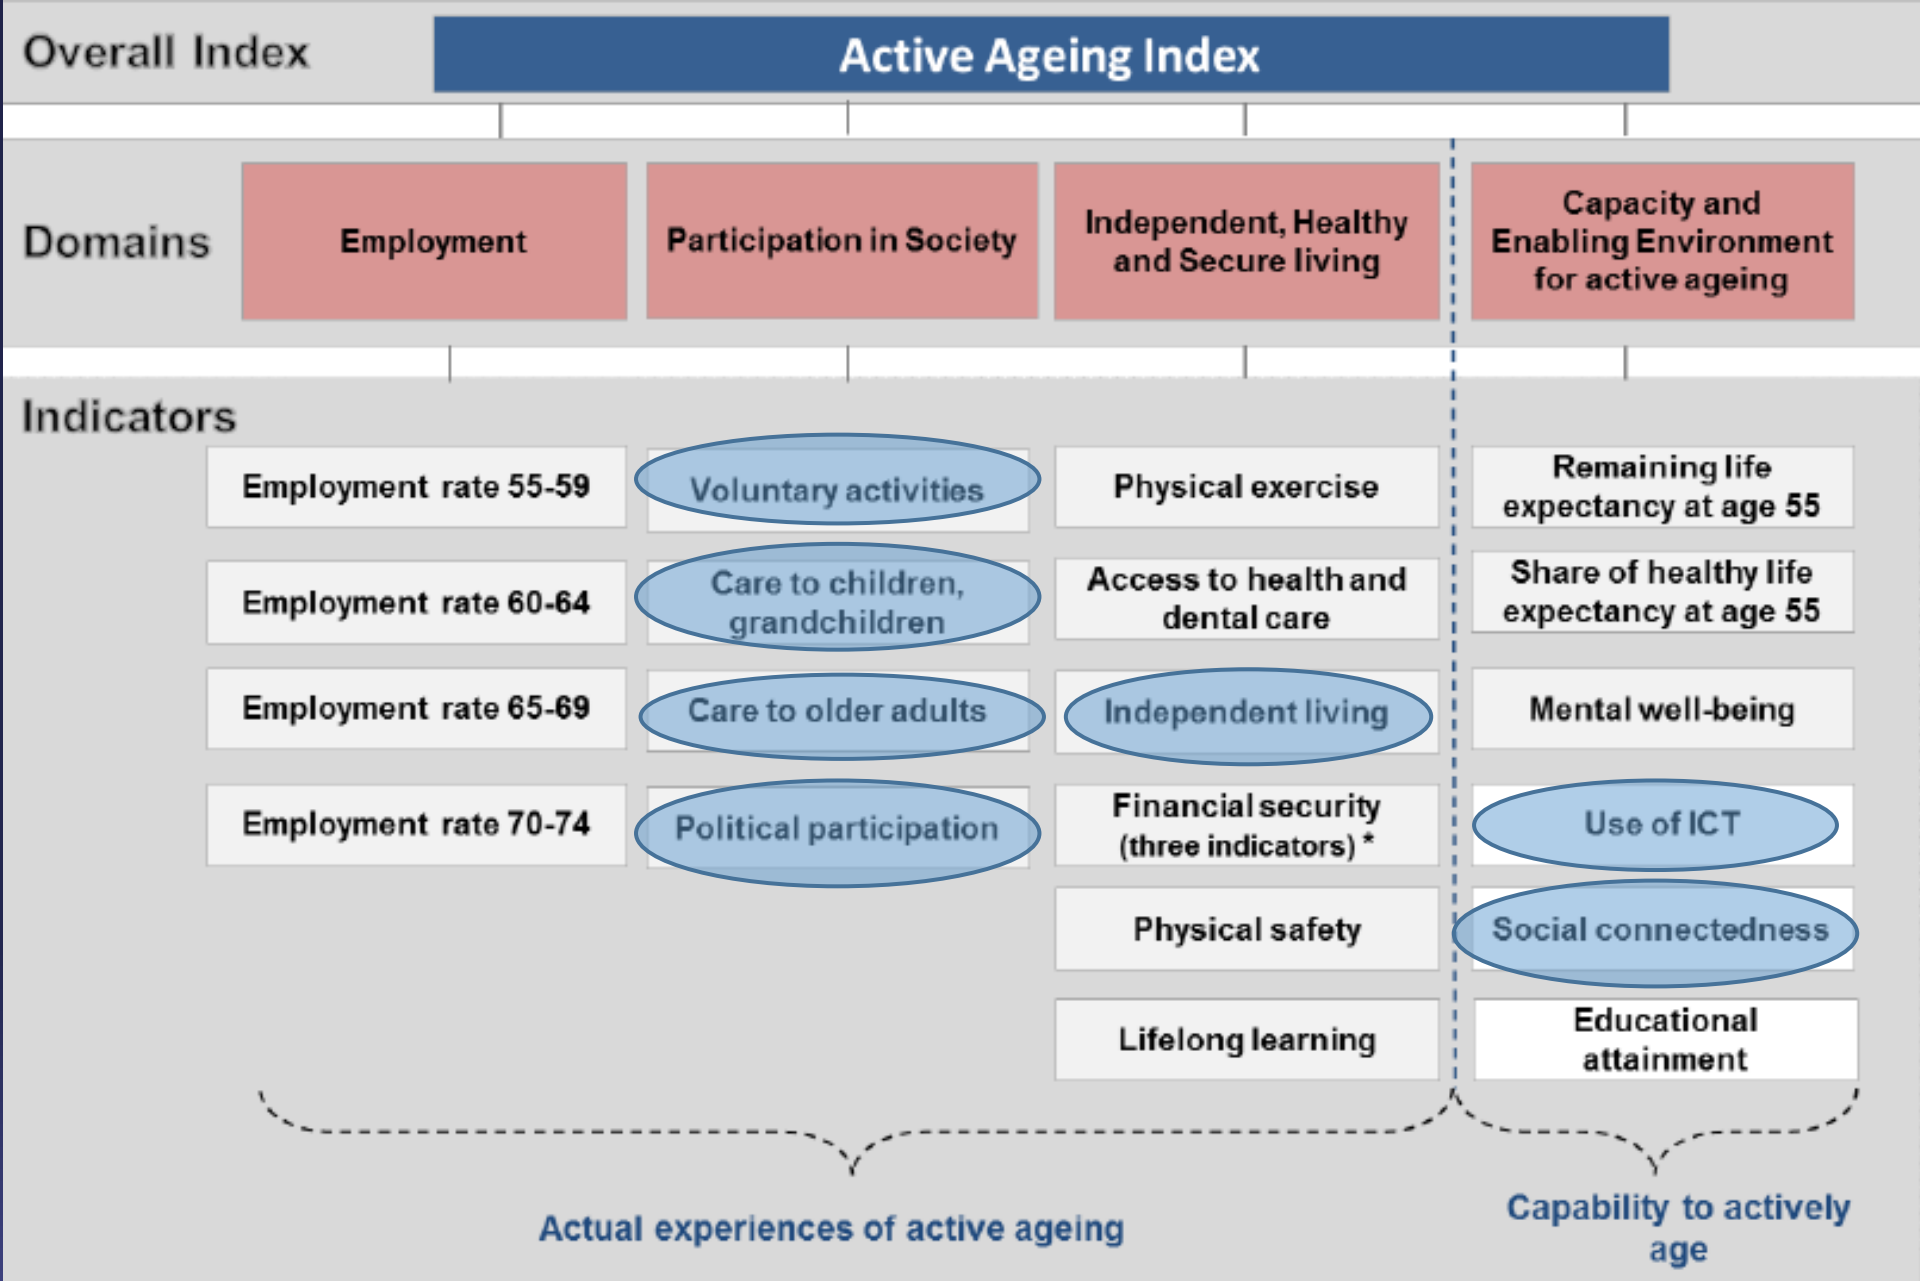 Overall Index
Active Ageing Index
Domains
Employment
Participation in Society
Independent, Healthy
and Secure living
Capacity and
Enabling Environment
for active ageing
Indicators
Employment rate 55-59
Employment rate 60-64
Employment rate 65-69
Employment rate 70-74
Voluntary activities
Care to children,
grandchildren
Care to older adults
Political participation
Physical exercise
Access to health and
dental care
Independent living
Financial security
(three indicators) *
Physical safety
Lifelong learning
Remaining life
expectancy at age 55
Share of healthy life
expectancy at age 55
Mental well-being
Use of ICT
Social connectedness
Educational
attainment
Actual experiences of active ageing
Capability to actively
age